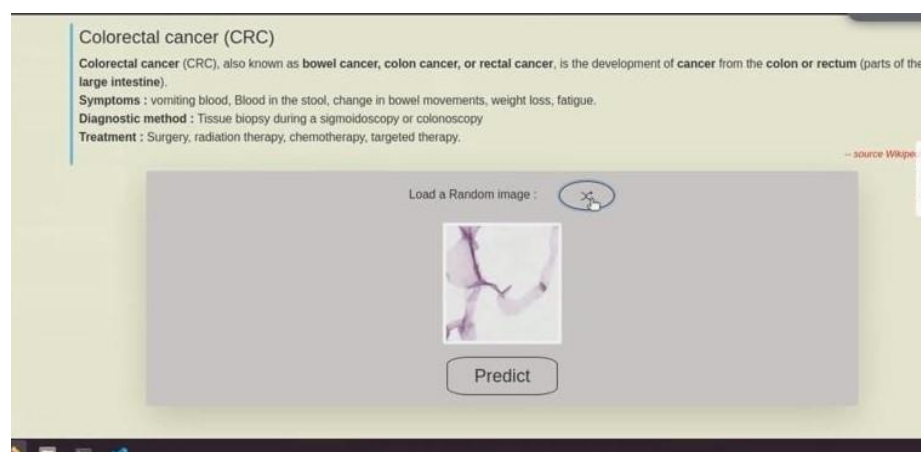 Colorectal cancer (CRC)
Colorectal cancer (CRC), also known as bowel cancer, colon cancer, or rectal cancer, is the development of cancer from the colon or rectum (parts of the
large intestine).
Symptoms : vomiting blood, Blood in the stool, change in bowel movements, weight loss, fatigue.
Diagnostic method : Tissue biopsy during a sigmoidoscopy or colonoscopy
Treatment : Surgery, radiation therapy, chemotherapy, targeted therapy.
-- source Wikipe
Load a Random image :
Predict